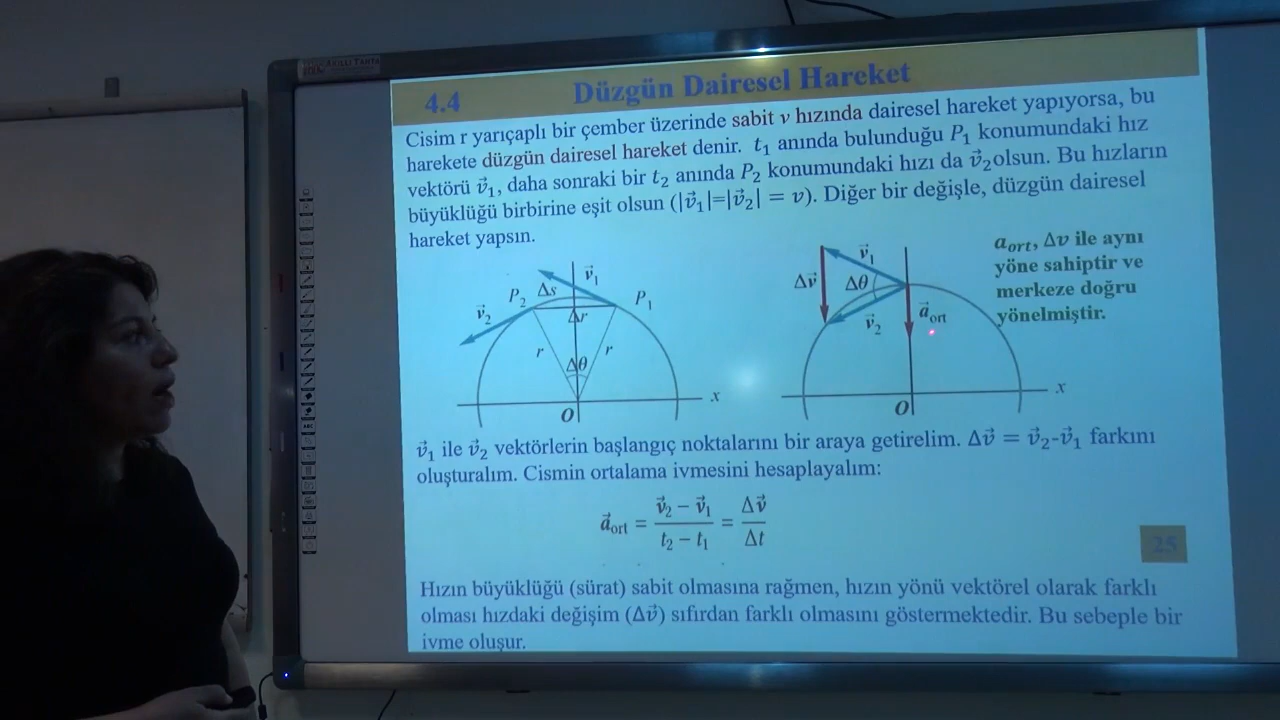 AKILLI TAHTA
4.4
Düzgün Dairesel Hareket
Cisim r yarıçaplı bir çember üzerinde sabit v hızında dairesel hareket yapıyorsa, bu
harekete düzgün dairesel hareket denir. t₁ anında bulunduğu P₁ konumundaki hız
vektörü v⃗₁, daha sonraki bir t₂ anında P₂ konumundaki hızı da v⃗₂olsun. Bu hızların
büyüklüğü birbirine eşit olsun (|v⃗₁|=|v⃗₂| = v). Diğer bir değişle, düzgün dairesel
hareket yapsın.
v⃗₁
P₂ Δs
P₁
v⃗₂
Δr
r
r
Δθ
x
O
v⃗₁
Δv⃗
Δθ
v⃗₂
a⃗ort
x
O
aort, Δv ile aynı
yöne sahiptir ve
merkeze doğru
yönelmiştir.
v⃗₁ ile v⃗₂ vektörlerin başlangıç noktalarını bir araya getirelim. Δv⃗ = v⃗₂-v⃗₁ farkını
oluşturalım. Cismin ortalama ivmesini hesaplayalım:
a⃗ort = (v⃗₂ − v⃗₁)/(t₂ − t₁) = Δv⃗/Δt
25
Hızın büyüklüğü (sürat) sabit olmasına rağmen, hızın yönü vektörel olarak farklı
olması hızdaki değişim (Δv⃗) sıfırdan farklı olmasını göstermektedir. Bu sebeple bir
ivme oluşur.